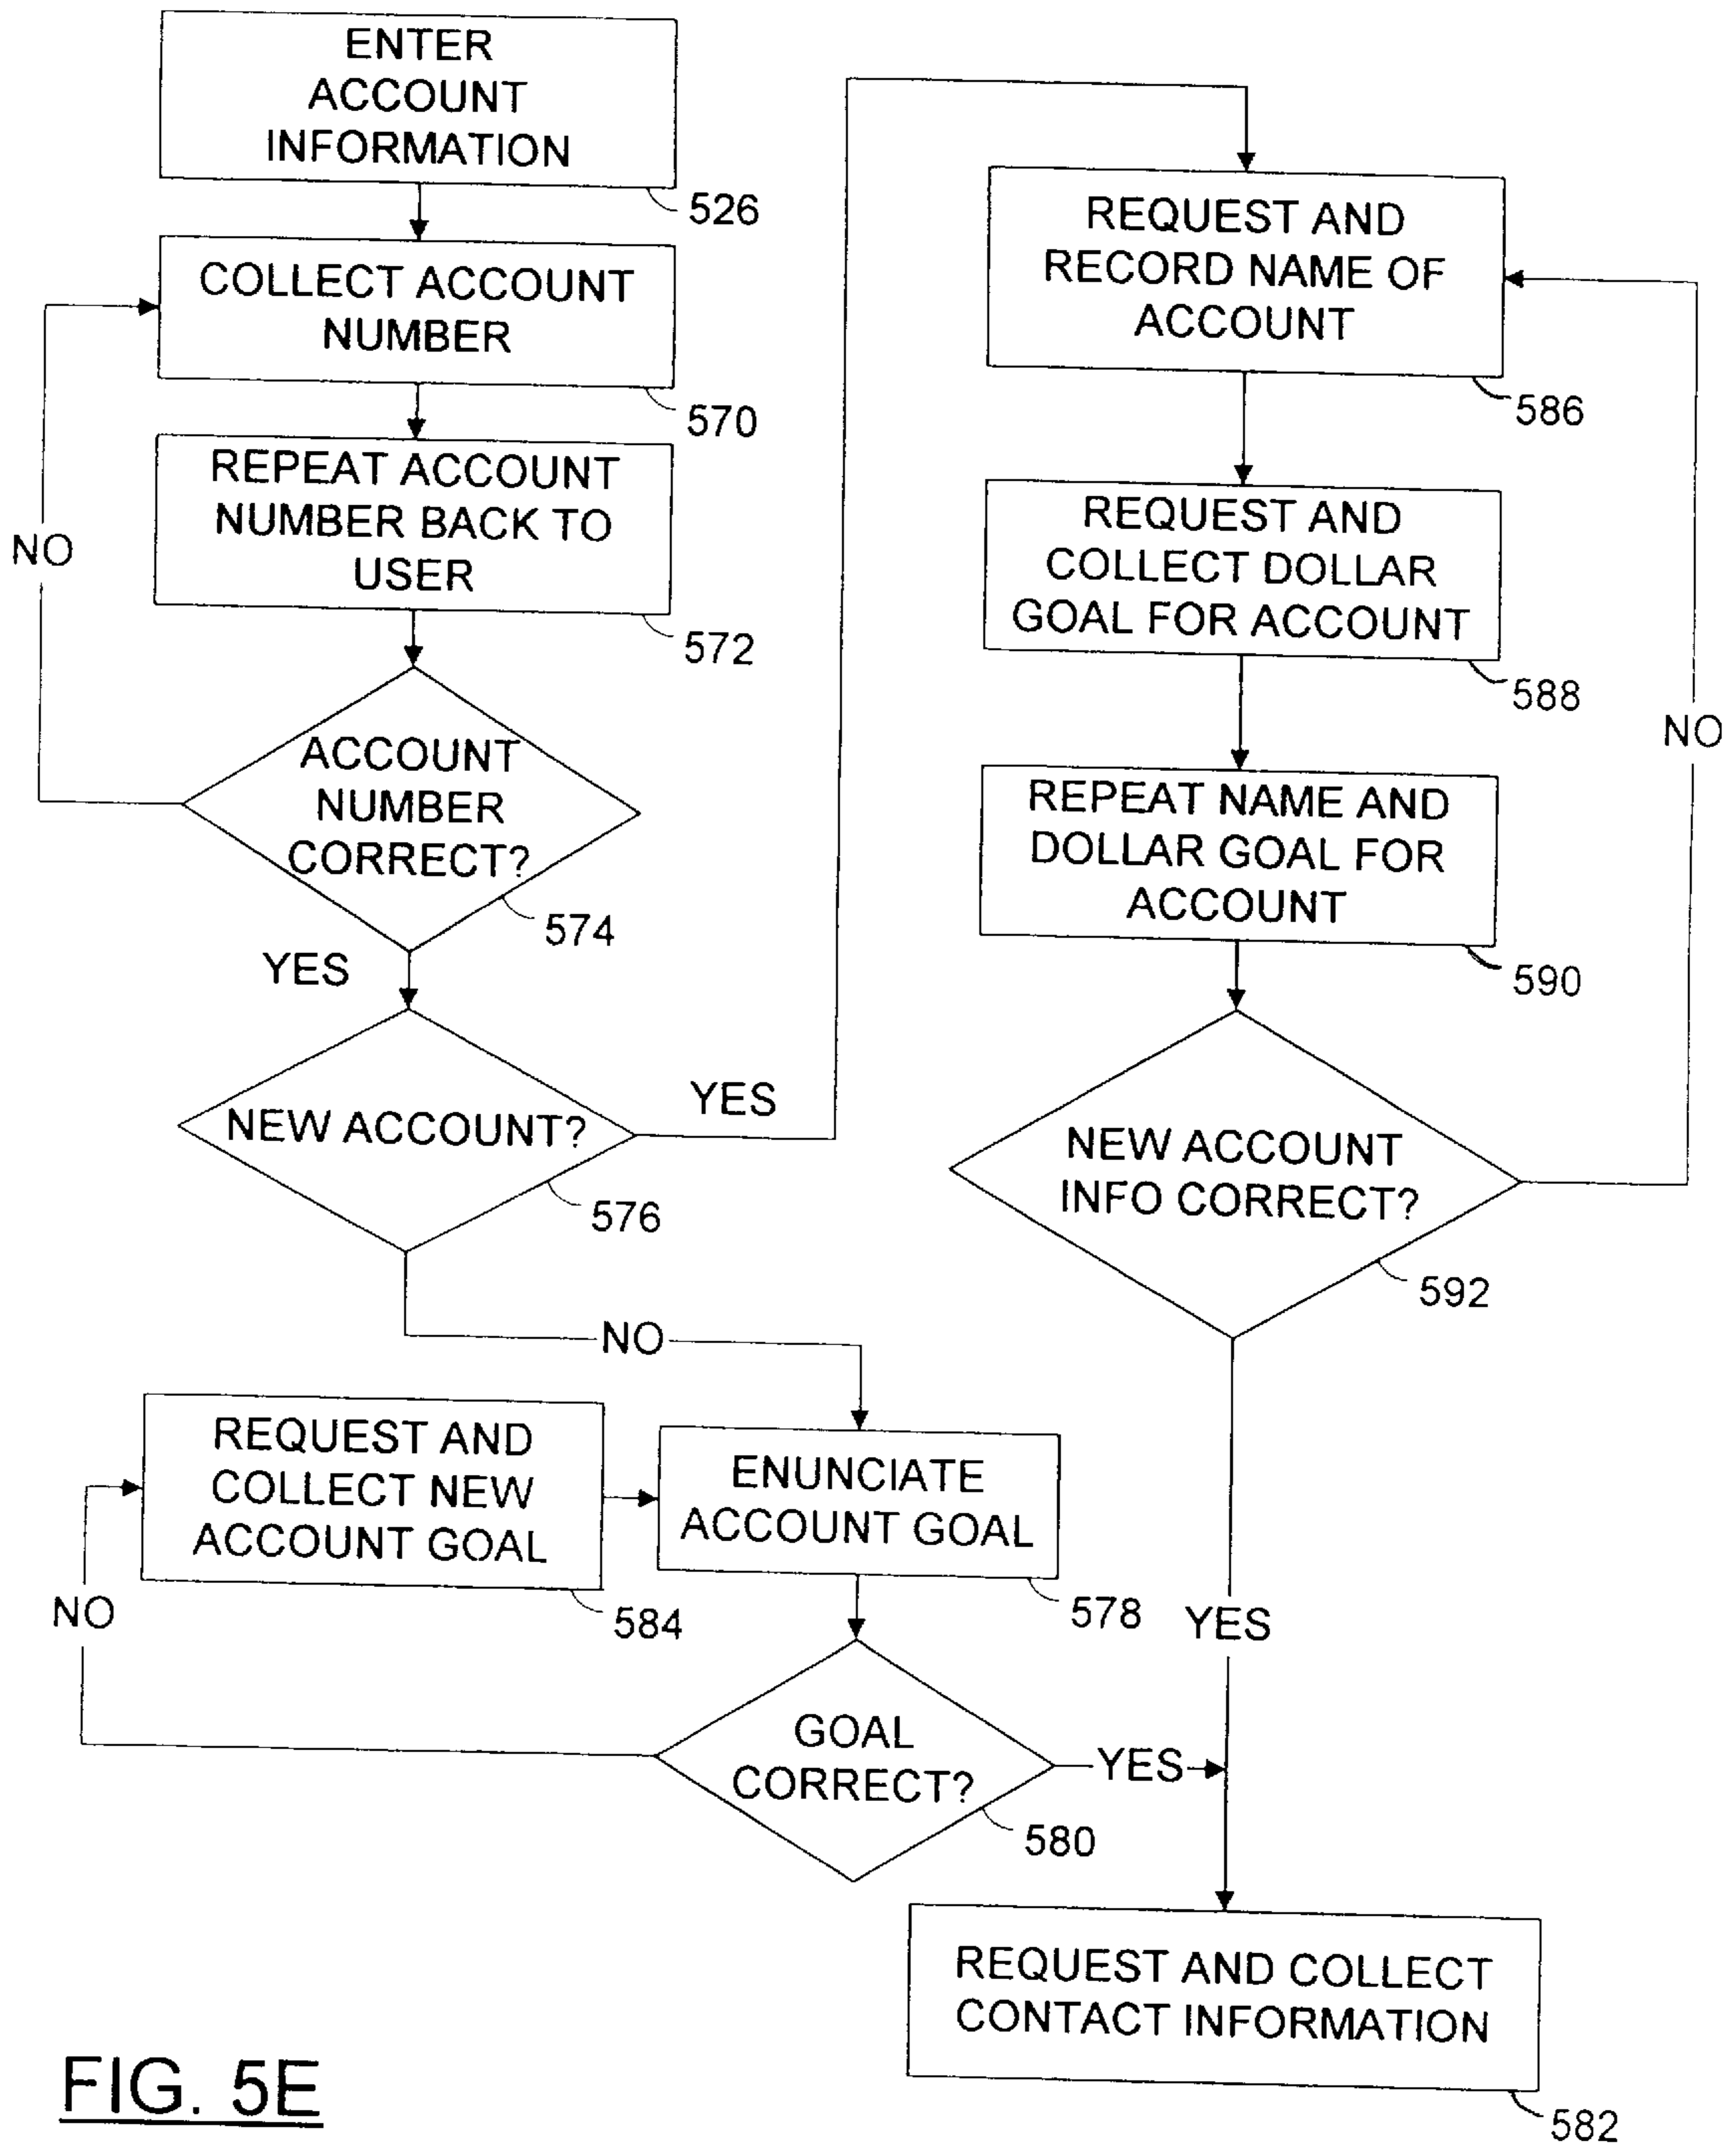 ENTER
ACCOUNT
INFORMATION
526
COLLECT ACCOUNT
NUMBER
570
REPEAT ACCOUNT
NUMBER BACK TO
USER
572
NO
ACCOUNT
NUMBER
CORRECT?
574
YES
NEW ACCOUNT?
576
YES
NO
REQUEST AND
COLLECT NEW
ACCOUNT GOAL
584
NO
ENUNCIATE
ACCOUNT GOAL
578
GOAL
CORRECT?
580
YES
REQUEST AND
RECORD NAME OF
ACCOUNT
586
REQUEST AND
COLLECT DOLLAR
GOAL FOR ACCOUNT
588
NO
REPEAT NAME AND
DOLLAR GOAL FOR
ACCOUNT
590
NEW ACCOUNT
INFO CORRECT?
592
YES
REQUEST AND COLLECT
CONTACT INFORMATION
582
FIG. 5E